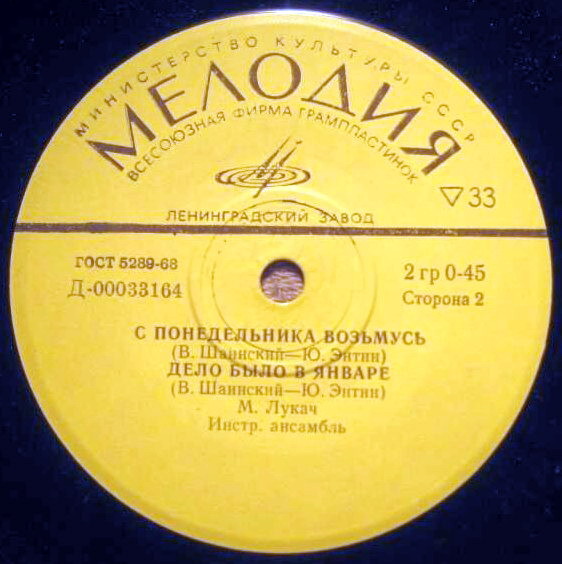 МИНИСТЕРСТВО КУЛЬТУРЫ СССР
МЕЛОДИЯ
ВСЕСОЮЗНАЯ ФИРМА ГРАМПЛАСТИНОК
33
ЛЕНИНГРАДСКИЙ ЗАВОД
ГОСТ 5289-68
2 гр 0-45
Д-00033164
Сторона 2
С ПОНЕДЕЛЬНИКА ВОЗЬМУСЬ
(В. Шаинский—Ю. Энтин)
ДЕЛО БЫЛО В ЯНВАРЕ
(В. Шаинский—Ю. Энтин)
М. Лукач
Инстр. ансамбль